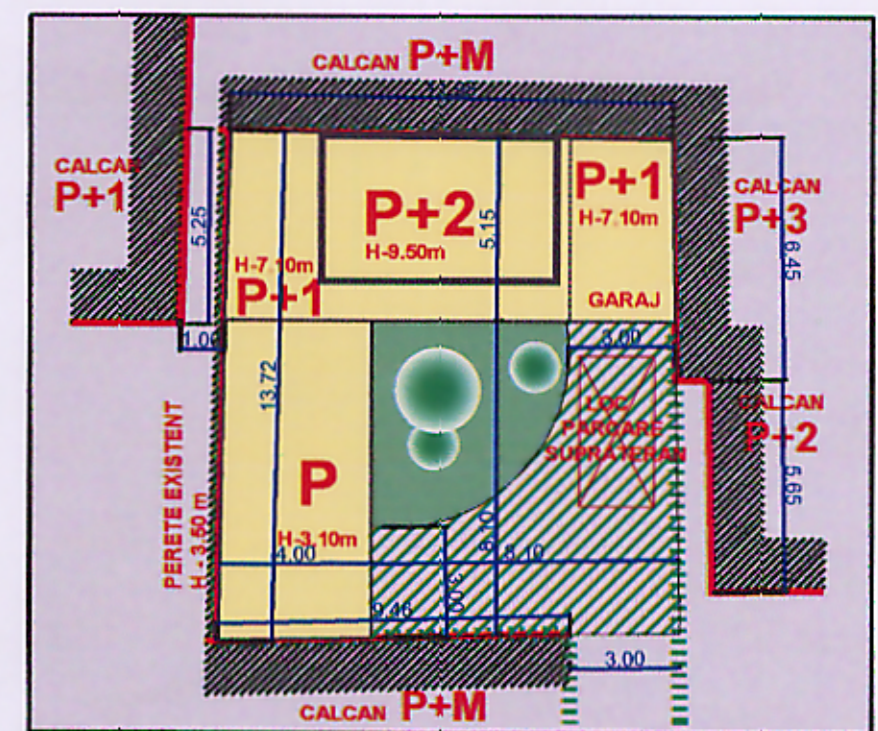 CALCAN P+M
CALCAN
P+1
5.25
P+2
H-9.50m
5.15
P+1
H-7.10m
CALCAN
P+3
6.45
H-7.10m
P+1
GARAJ
3.00
13.72
LOC
PARCARE
SUPRATERAN
CALCAN
P+2
5.65
PERETE EXISTENT
H - 3.50 m
P
H-3.10m
4.00
8.10
3.00
9.46
3.00
CALCAN P+M